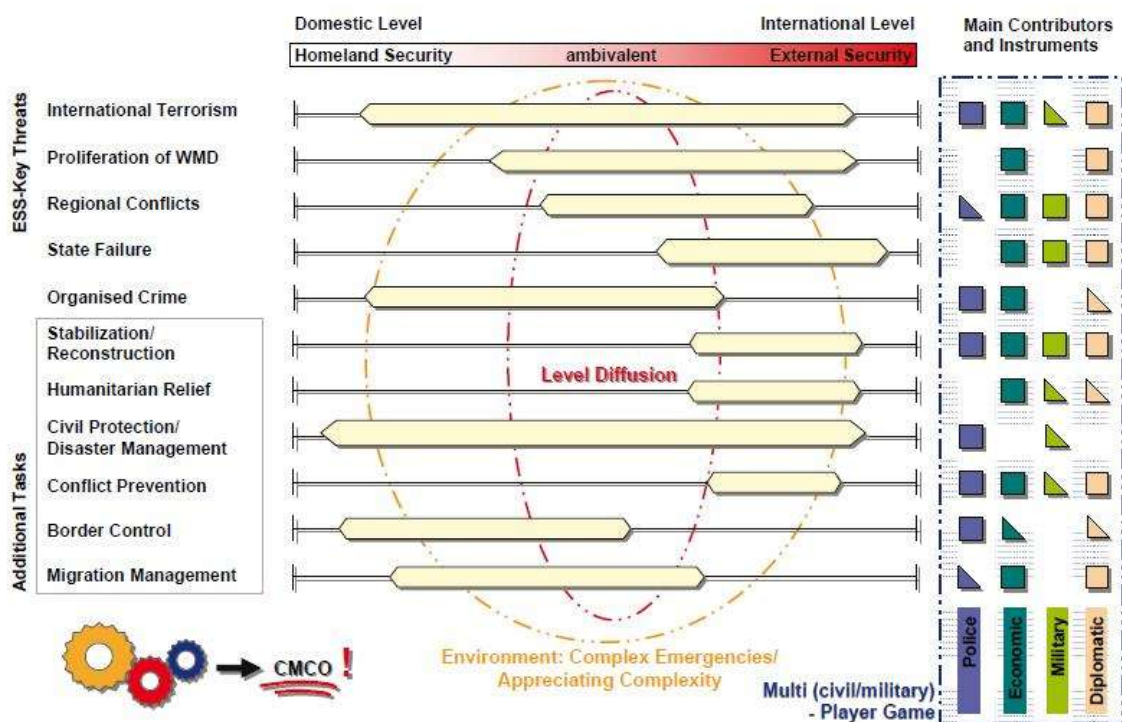 Domestic Level
International Level
Main Contributors
and Instruments
Homeland Security
ambivalent
External Security
ESS-Key Threats
International Terrorism
Proliferation of WMD
Regional Conflicts
State Failure
Organised Crime
Additional Tasks
Stabilization/
Reconstruction
Humanitarian Relief
Civil Protection/
Disaster Management
Conflict Prevention
Border Control
Migration Management
Level Diffusion
CMCO!
Environment: Complex Emergencies/
Appreciating Complexity
Multi (civil/military)
- Player Game
Police
Economic
Military
Diplomatic